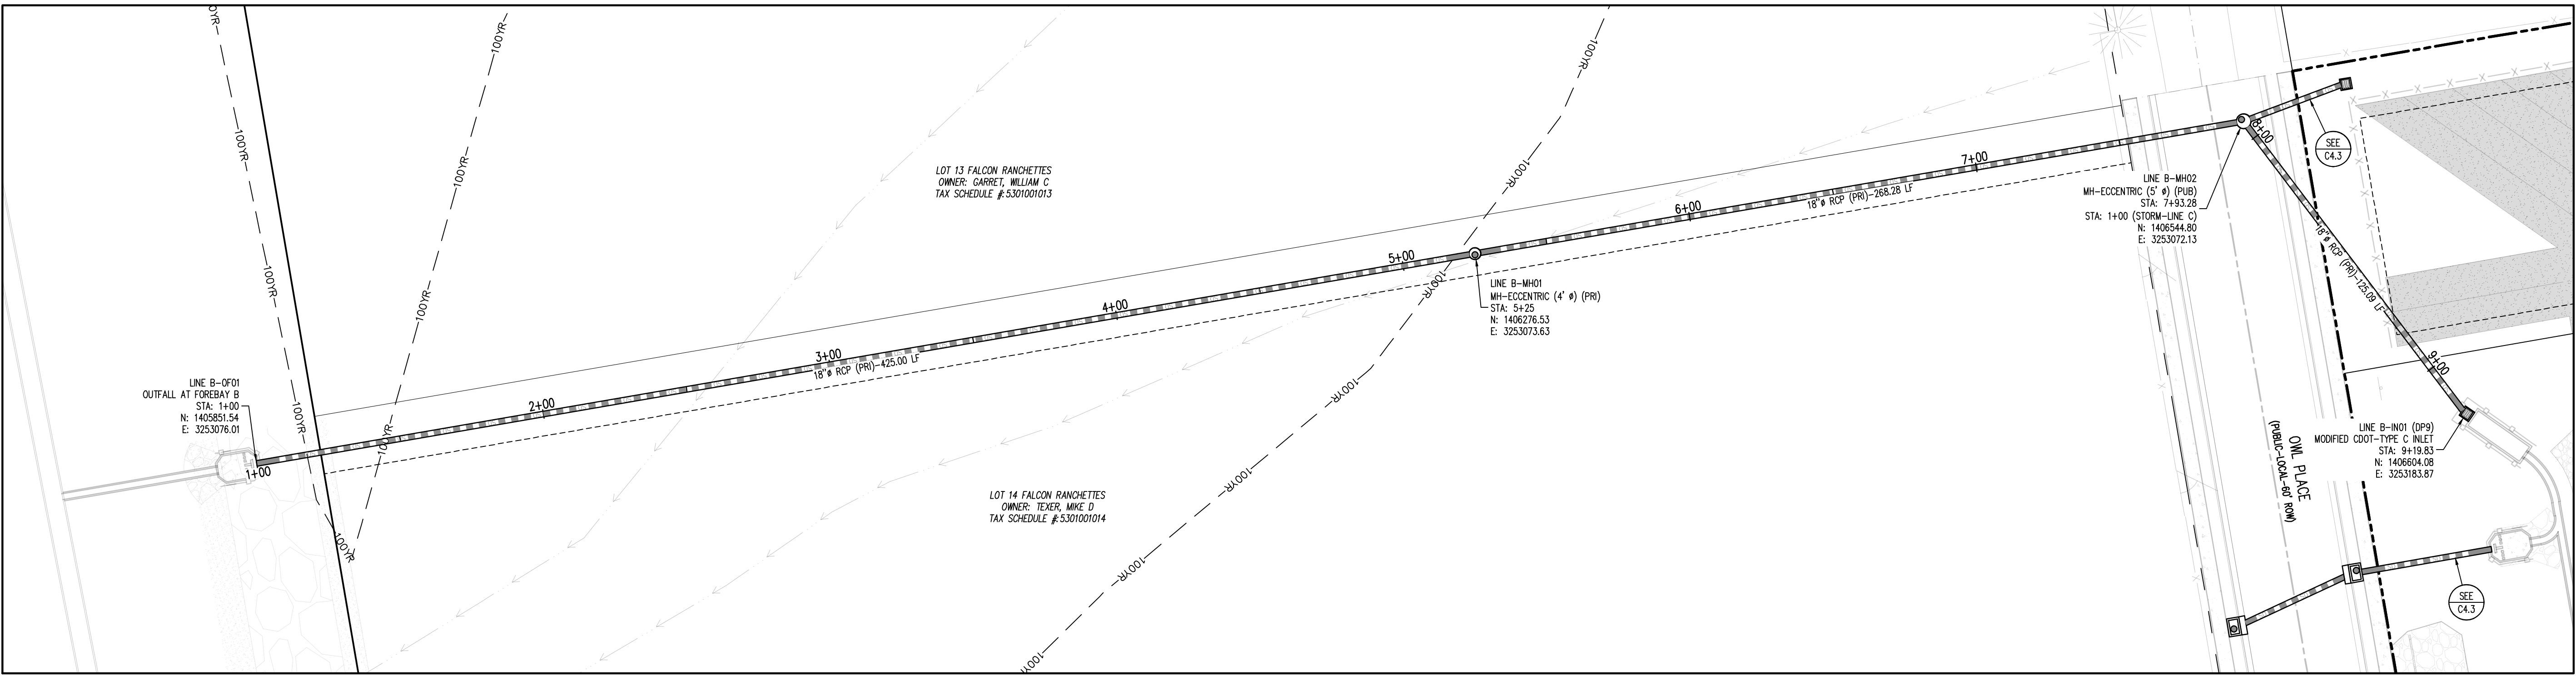 100YR
100YR
100YR
100YR
100YR
100YR
100YR
100YR
100YR
100YR
LINE B-OF01
OUTFALL AT FOREBAY B
STA: 1+00
N: 1405851.54
E: 3253076.01
1+00
2+00
3+00
18"ø RCP (PRI)-425.00 LF
4+00
5+00
LOT 13 FALCON RANCHETTES
OWNER: GARRET, WILLIAM C
TAX SCHEDULE #:5301001013
LOT 14 FALCON RANCHETTES
OWNER: TEXER, MIKE D
TAX SCHEDULE #:5301001014
100YR
100YR
100YR
100YR
100YR
100YR
100YR
LINE B-MH01
MH-ECCENTRIC (4' ø) (PRI)
STA: 5+25
N: 1406276.53
E: 3253073.63
6+00
18"ø RCP (PRI)-268.28 LF
7+00
LINE B-MH02
MH-ECCENTRIC (5' ø) (PUB)
STA: 7+93.28
STA: 1+00 (STORM-LINE C)
N: 1406544.80
E: 3253072.13
8+00
SEE
C4.3
18"ø RCP (PRI)-125.09 LF
9+00
LINE B-IN01 (DP9)
MODIFIED CDOT-TYPE C INLET
STA: 9+19.83
N: 1406604.08
E: 3253183.87
OWL PLACE
(PUBLIC-LOCAL-60' ROW)
SEE
C4.3